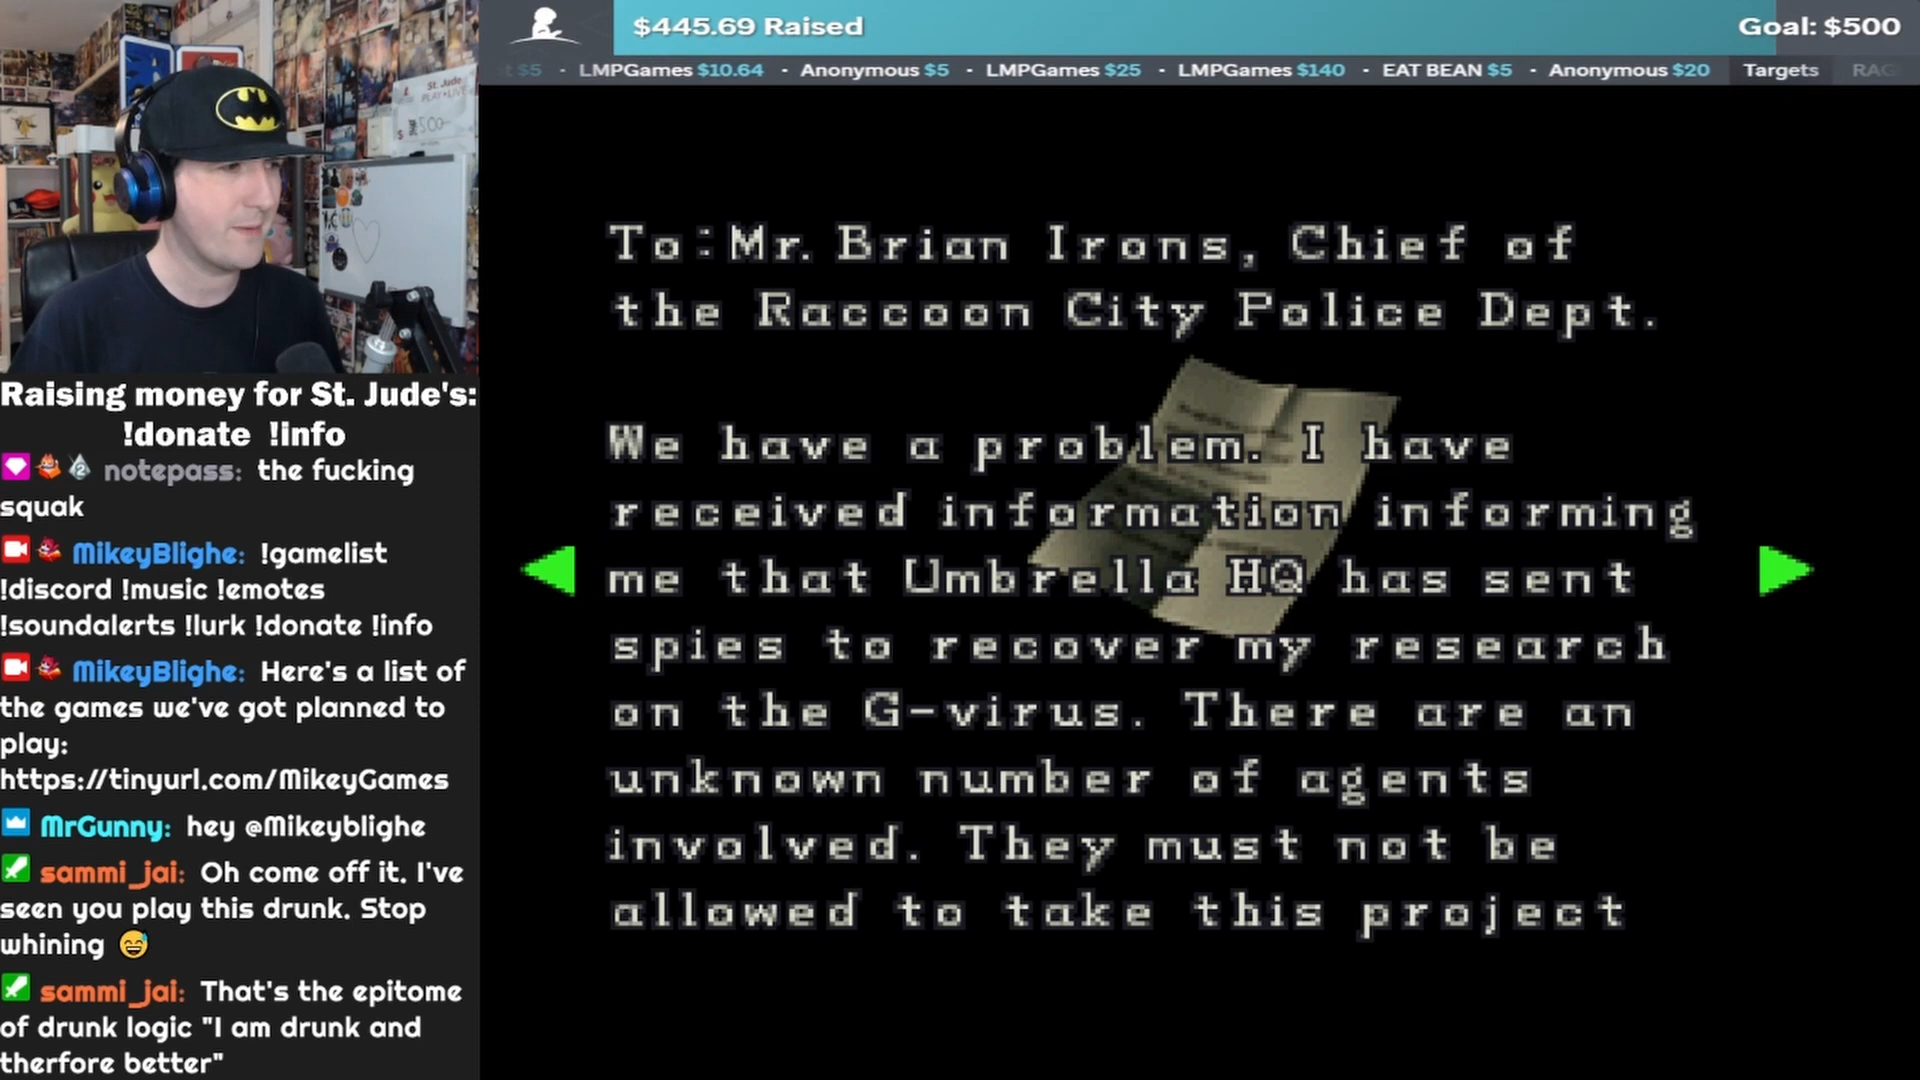 $445.69 Raised
Goal: $500
$5 · LMPGames $10.64 · Anonymous $5 · LMPGames $25 · LMPGames $140 · EAT BEAN $5 · Anonymous $20
Targets
St. Jude
PLAY LIVE
$ 500
Raising money for St. Jude's:
!donate !info
notepass: the fucking
squak
MikeyBlighe: !gamelist
!discord !music !emotes
!soundalerts !lurk !donate !info
MikeyBlighe: Here's a list of
the games we've got planned to
play:
https://tinyurl.com/MikeyGames
MrGunny: hey @Mikeyblighe
sammi_jai: Oh come off it. I've
seen you play this drunk. Stop
whining 😅
sammi_jai: That's the epitome
of drunk logic "I am drunk and
therfore better"
To:Mr. Brian Irons, Chief of
the Raccoon City Police Dept.
We have a problem. I have
received information informing
me that Umbrella HQ has sent
spies to recover my research
on the G-virus. There are an
unknown number of agents
involved. They must not be
allowed to take this project